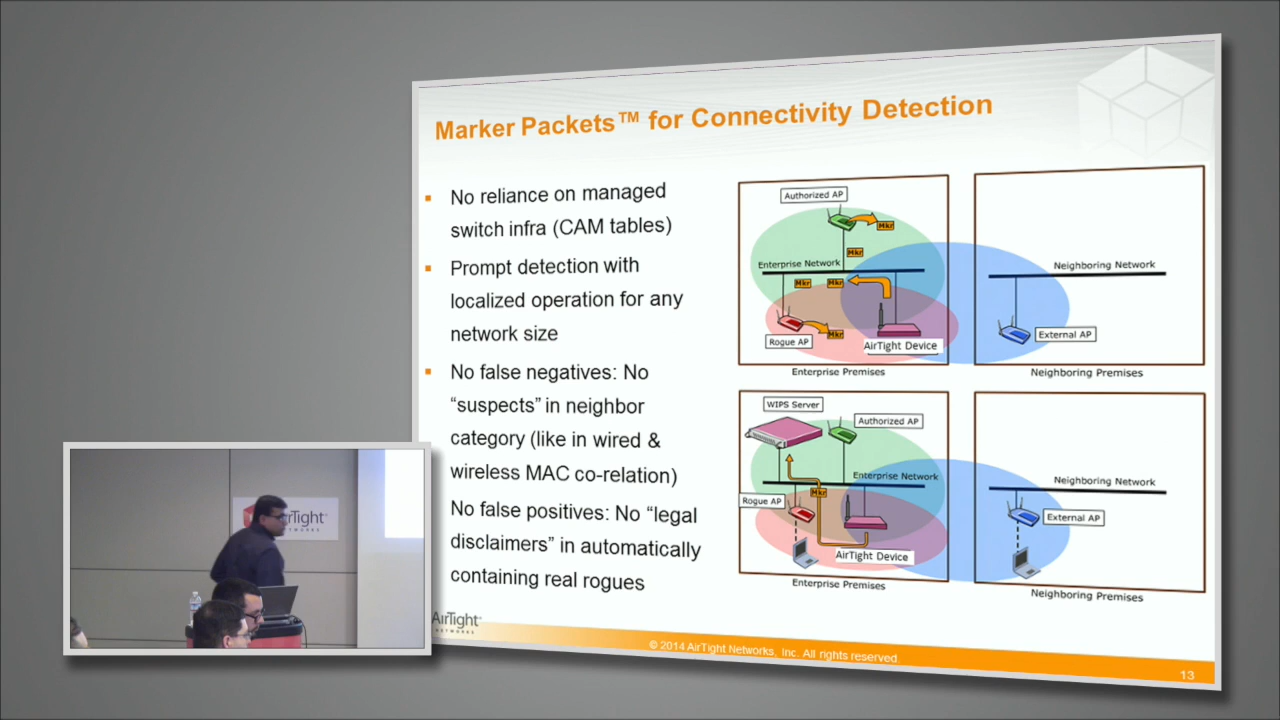 Marker Packets™ for Connectivity Detection
No reliance on managed
switch infra (CAM tables)
Prompt detection with
localized operation for any
network size
No false negatives: No
“suspects” in neighbor
category (like in wired &
wireless MAC co-relation)
No false positives: No “legal
disclaimers” in automatically
containing real rogues
Authorized AP
Mkr
Mkr
Enterprise Network
Mkr
Mkr
Mkr
Rogue AP
AirTight Device
Enterprise Premises
Neighboring Network
External AP
Neighboring Premises
WIPS Server
Authorized AP
Enterprise Network
Mkr
Rogue AP
AirTight Device
Enterprise Premises
Neighboring Network
External AP
Neighboring Premises
AirTight
NETWORKS
© 2014 AirTight Networks, Inc. All rights reserved.
13